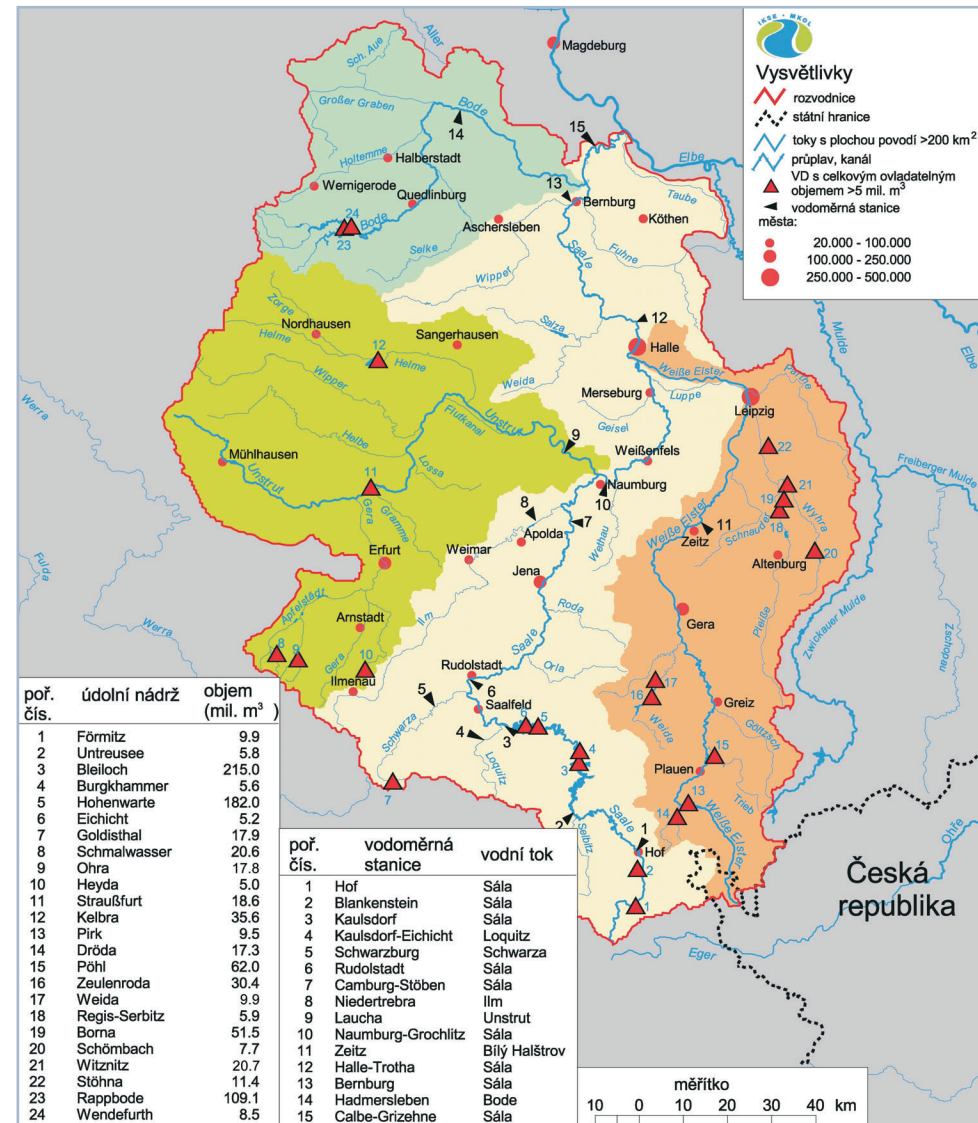 IKSE - MKOL
Vysvětlivky
rozvodnice
státní hranice
toky s plochou povodí >200 km²
průplav, kanál
VD s celkovým ovladatelným
objemem >5 mil. m³
vodoměrná stanice
města:
20.000 - 100.000
100.000 - 250.000
250.000 - 500.000
Aller
Magdeburg
Sch. Aue
Großer Graben
Bode
14
15
Elbe
Holtemme
Halberstadt
Wernigerode
Quedlinburg
13
Bernburg
Taube
Köthen
24
Bode
23
Aschersleben
Selke
Saale
Fuhne
Wipper
Zorge
Nordhausen
Helme
Sangerhausen
Salza
12
Halle
Mulde
Elbe
12
Helme
Wipper
Weida
Merseburg
Weiße Elster
Luppe
Parthe
Leipzig
Werra
Helbe
Flutkanal
Unstrut
Geisel
9
Mühlhausen
Unstrut
Lossa
Weißenfels
22
Freiberger Mulde
11
Naumburg
10
21
19
Wyhra
Gera
Gramme
8
7
Apolda
Wethau
Weiße Elster
11
Zeitz
Schnauder
18
20
Altenburg
Erfurt
Weimar
Fulda
Jena
Roda
Pleiße
Zwickauer Mulde
Zschopau
Apfelstädt
Arnstadt
Ilm
Gera
Werra
8
9
Gera
10
Ilmenau
Saale
Orla
Rudolstadt
6
5
Saalfeld
17
16
Weida
Greiz
Göltzsch
Schwarza
4
3
6
5
Loquitz
4
3
15
Plauen
7
13
14
Trieb
Weiße Elster
2
Selbitz
Saale
1
Hof
2
1
Ohře
Eger
Česká
republika
poř. čís. údolní nádrž objem (mil. m³)
1 Förmitz 9.9
2 Untreusee 5.8
3 Bleiloch 215.0
4 Burgkhammer 5.6
5 Hohenwarte 182.0
6 Eichicht 5.2
7 Goldisthal 17.9
8 Schmalwasser 20.6
9 Ohra 17.8
10 Heyda 5.0
11 Straußfurt 18.6
12 Kelbra 35.6
13 Pirk 9.5
14 Dröda 17.3
15 Pöhl 62.0
16 Zeulenroda 30.4
17 Weida 9.9
18 Regis-Serbitz 5.9
19 Borna 51.5
20 Schömbach 7.7
21 Witznitz 20.7
22 Stöhna 11.4
23 Rappbode 109.1
24 Wendefurth 8.5
poř. čís. vodoměrná stanice vodní tok
1 Hof Sála
2 Blankenstein Sála
3 Kaulsdorf Sála
4 Kaulsdorf-Eichicht Loquitz
5 Schwarzburg Schwarza
6 Rudolstadt Sála
7 Camburg-Stöben Sála
8 Niedertrebra Ilm
9 Laucha Unstrut
10 Naumburg-Grochlitz Sála
11 Zeitz Bílý Halštrov
12 Halle-Trotha Sála
13 Bernburg Sála
14 Hadmersleben Bode
15 Calbe-Grizehne Sála
měřítko
10 0 10 20 30 40 km